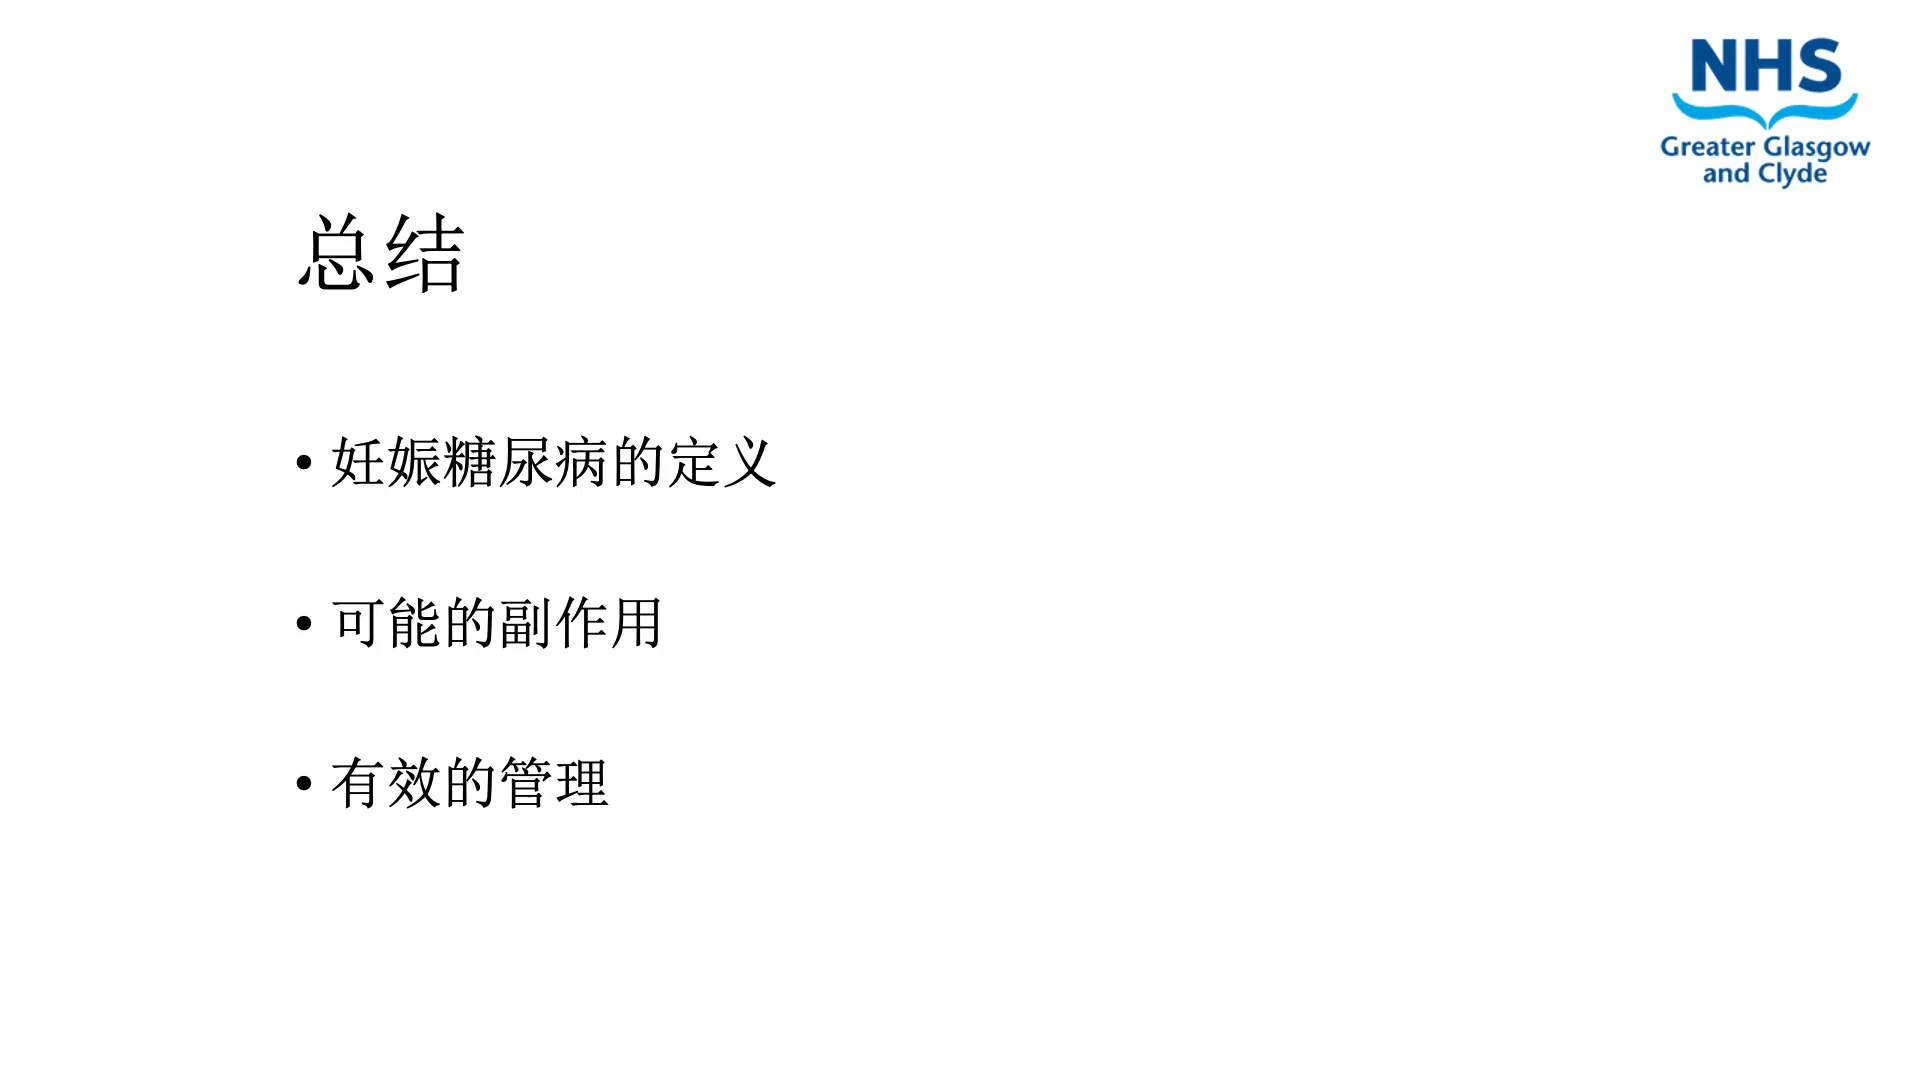 NHS
Greater Glasgow
and Clyde
总结
• 妊娠糖尿病的定义
• 可能的副作用
• 有效的管理